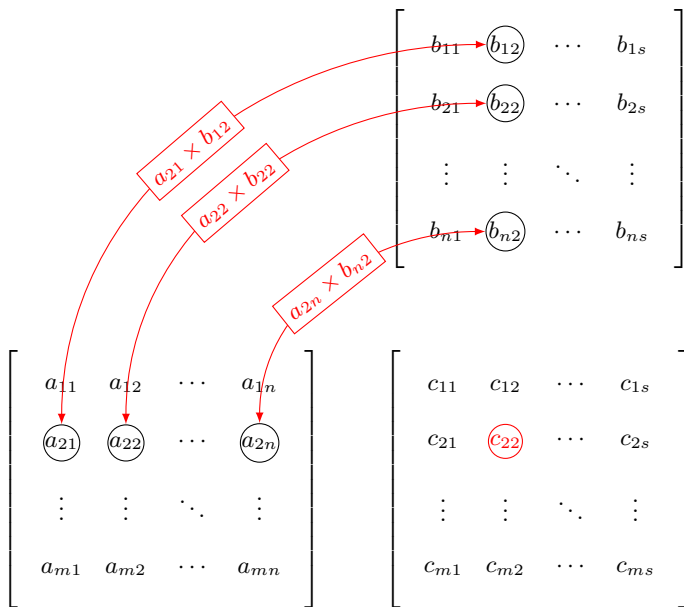 b₁₁ b₁₂ ⋯ b₁ₛ
b₂₁ b₂₂ ⋯ b₂ₛ
⋮ ⋮ ⋱ ⋮
bₙ₁ bₙ₂ ⋯ bₙₛ
a₂₁ × b₁₂
a₂₂ × b₂₂
a₂ₙ × bₙ₂
a₁₁ a₁₂ ⋯ a₁ₙ
a₂₁ a₂₂ ⋯ a₂ₙ
⋮ ⋮ ⋱ ⋮
aₘ₁ aₘ₂ ⋯ aₘₙ
c₁₁ c₁₂ ⋯ c₁ₛ
c₂₁ c₂₂ ⋯ c₂ₛ
⋮ ⋮ ⋱ ⋮
cₘ₁ cₘ₂ ⋯ cₘₛ